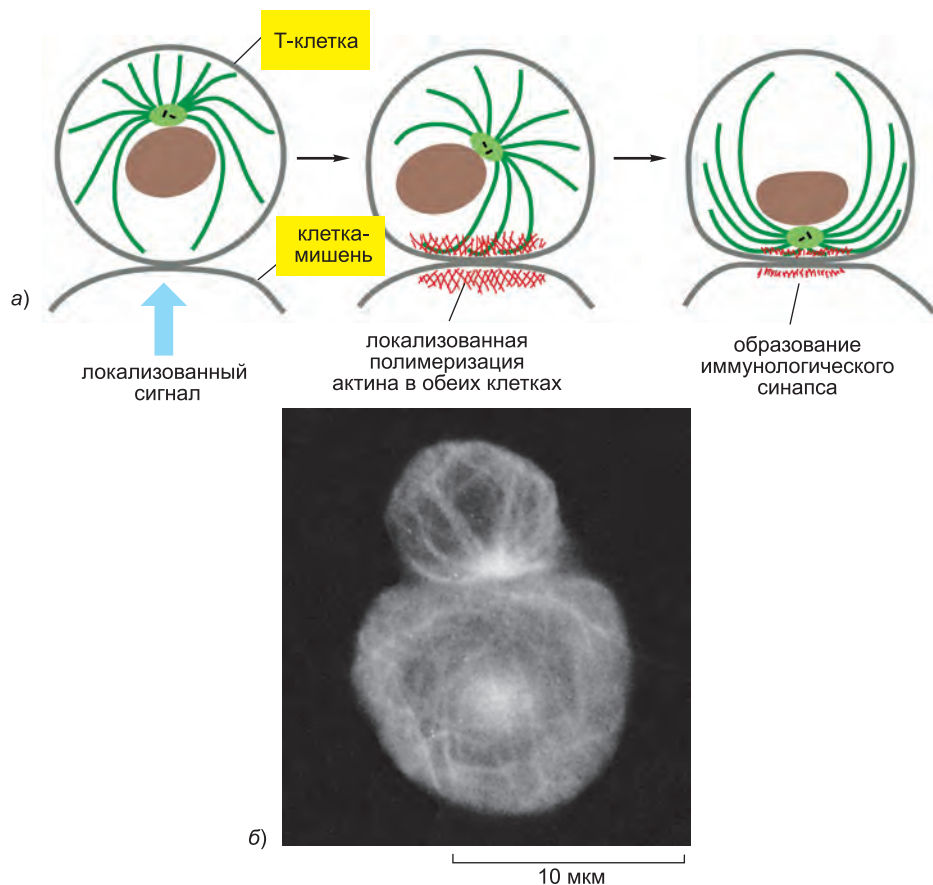 Т-клетка
клетка-
мишень
а)
локализованный
сигнал
локализованная
полимеризация
актина в обеих клетках
образование
иммунологического
синапса
б)
10 мкм